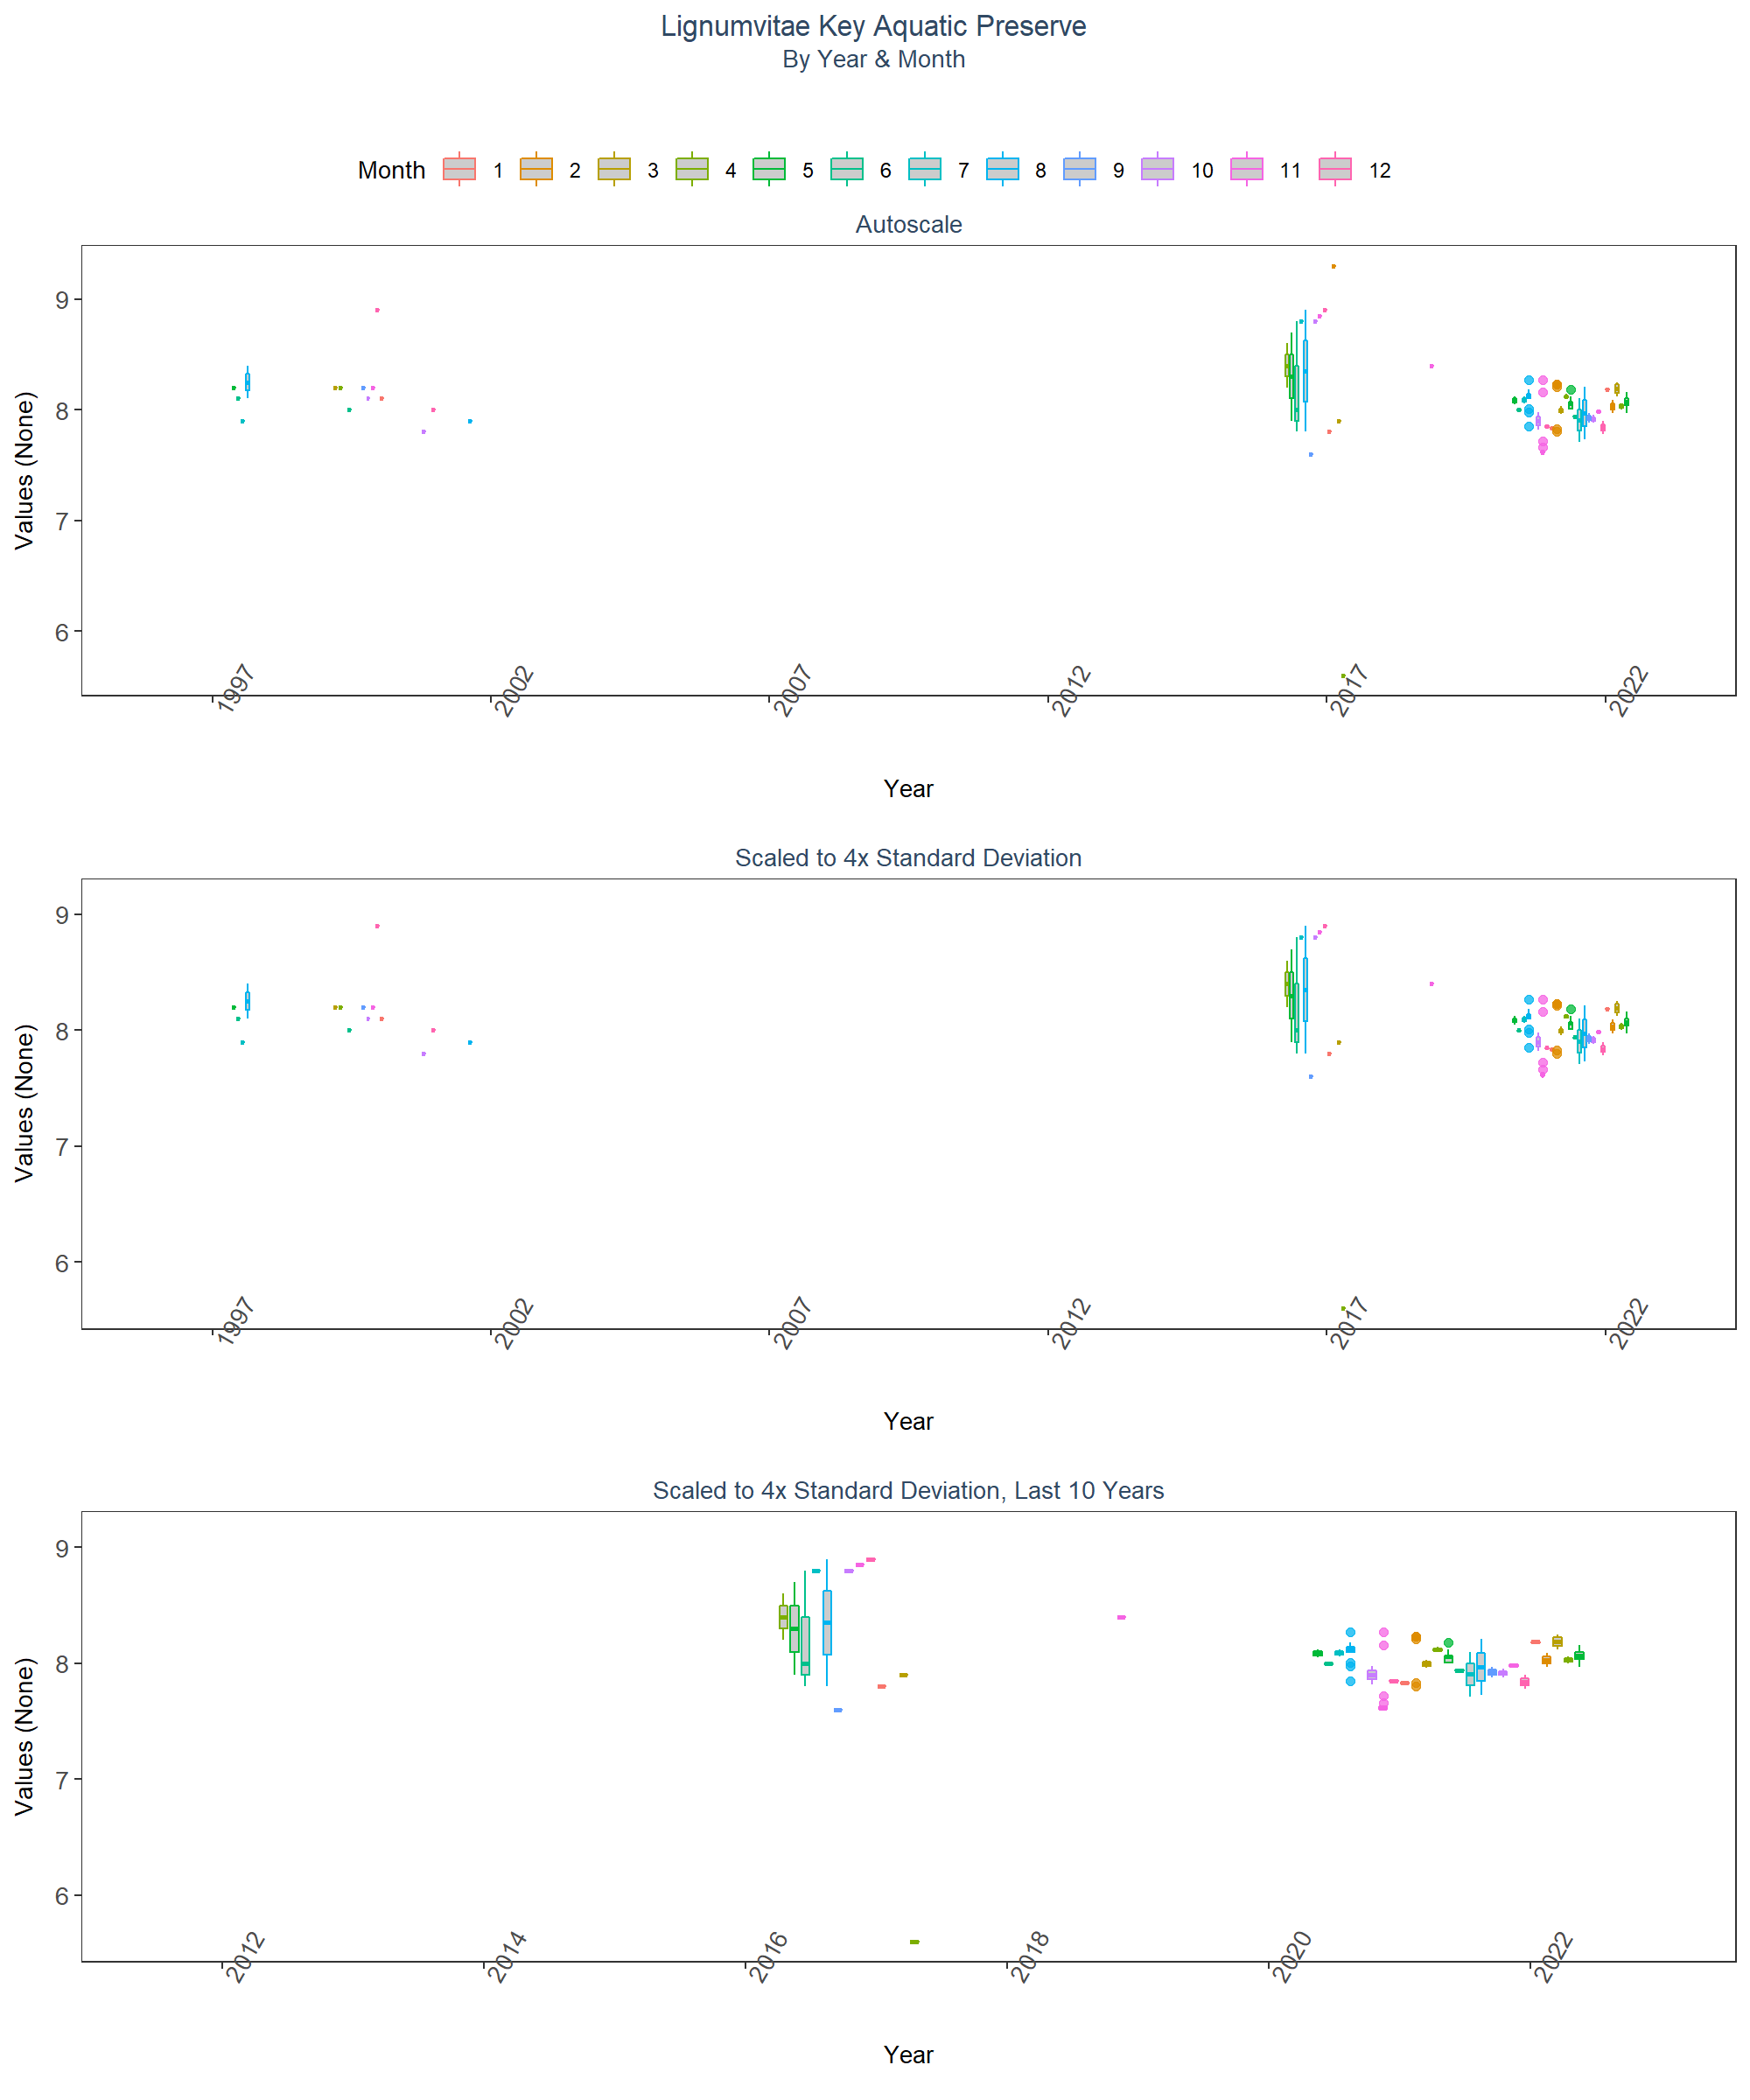 Lignumvitae Key Aquatic Preserve
By Year & Month
Month 1 2 3 4 5 6 7 8 9 10 11 12
Autoscale
Values (None)
9
8
7
6
1997 2002 2007 2012 2017 2022
Year
Scaled to 4x Standard Deviation
Values (None)
9
8
7
6
1997 2002 2007 2012 2017 2022
Year
Scaled to 4x Standard Deviation, Last 10 Years
Values (None)
9
8
7
6
2012 2014 2016 2018 2020 2022
Year